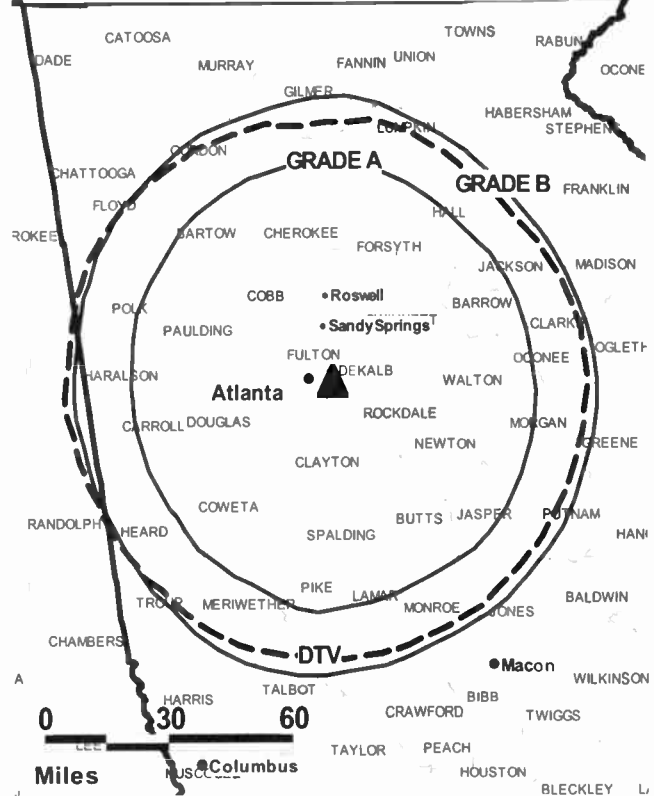 TOWNS
CATOOSA
RABUN
UNION
DADE
FANNIN
MURRAY
OCONE
GILMER
HABERSHAM
LUMPKIN
STEPHENS
GORDON
GRADE A
CHATTOOGA
GRADE B
FRANKLIN
FLOYD
HALL
ROKEE
BARTOW
CHEROKEE
FORSYTH
JACKSON
MADISON
COBB
Roswell
BARROW
POLK
SandySprings
CLARKE
PAULDING
OGLETH
FULTON
OCONEE
DEKALB
HARALSON
WALTON
Atlanta
ROCKDALE
CARROLL
DOUGLAS
MORGAN
NEWTON
GREENE
CLAYTON
COWETA
JASPER
PUTNAM
BUTTS
RANDOLPH
HEARD
SPALDING
HAN
PIKE
LAMAR
BALDWIN
TROUP
MERIWETHER
MONROE
JONES
CHAMBERS
DTV
Macon
A
WILKINSON
TALBOT
HARRIS
BIBB
CRAWFORD
TWIGGS
0 30 60
LEE
TAYLOR
PEACH
Columbus
Miles
HOUSTON
BLECKLEY